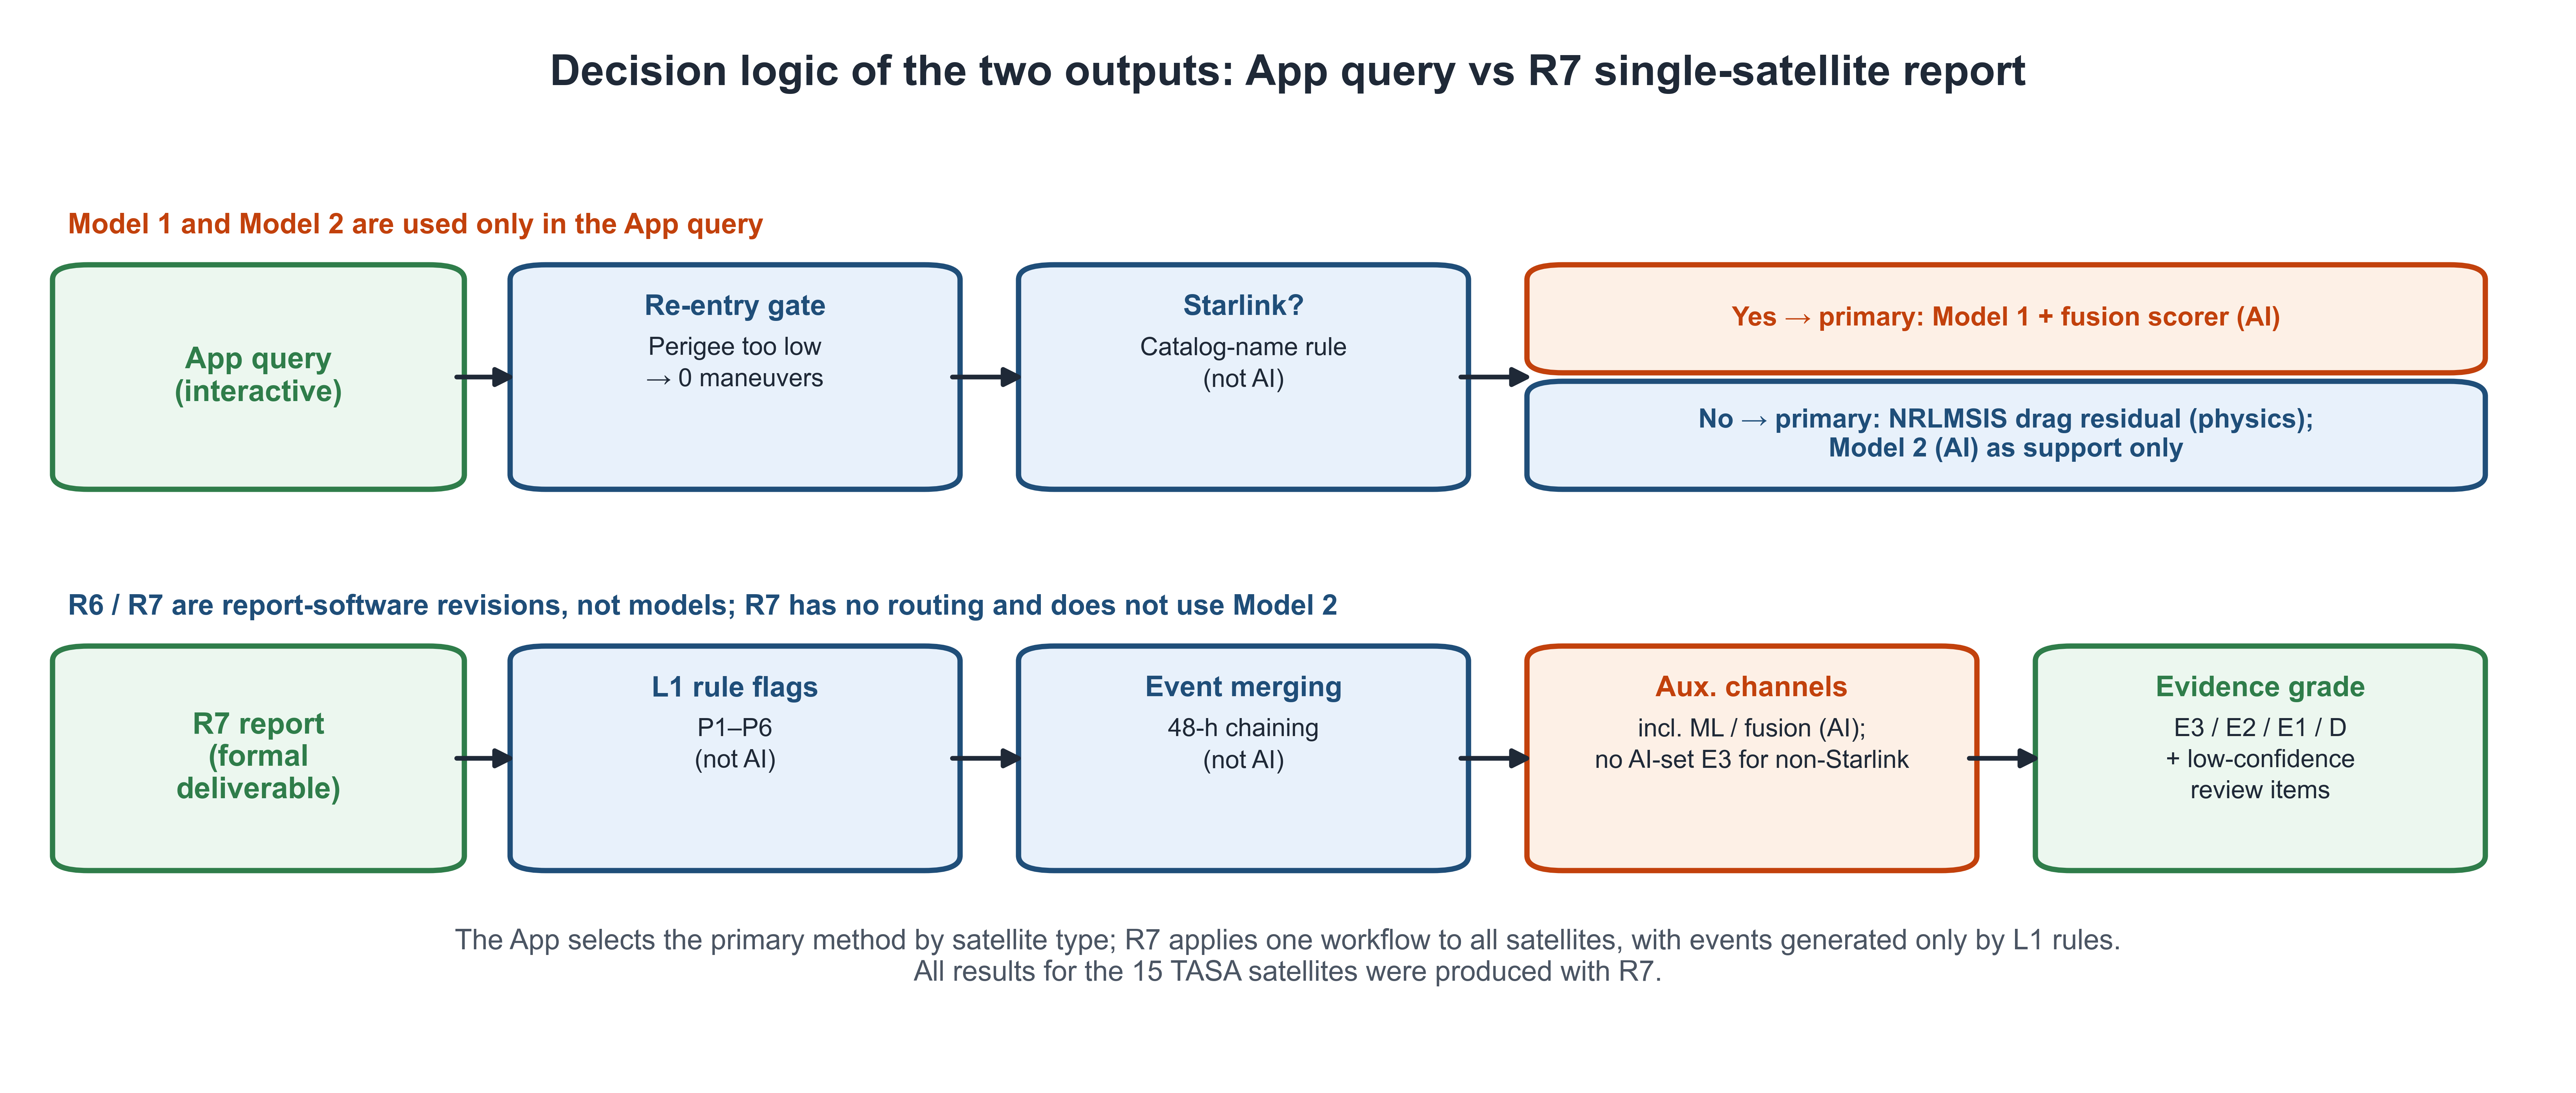 Decision logic of the two outputs: App query vs R7 single-satellite report
Model 1 and Model 2 are used only in the App query
App query
(interactive)
Re-entry gate
Perigee too low
→ 0 maneuvers
Starlink?
Catalog-name rule
(not AI)
Yes → primary: Model 1 + fusion scorer (AI)
No → primary: NRLMSIS drag residual (physics);
Model 2 (AI) as support only
R6 / R7 are report-software revisions, not models; R7 has no routing and does not use Model 2
R7 report
(formal
deliverable)
L1 rule flags
P1–P6
(not AI)
Event merging
48-h chaining
(not AI)
Aux. channels
incl. ML / fusion (AI);
no AI-set E3 for non-Starlink
Evidence grade
E3 / E2 / E1 / D
+ low-confidence
review items
The App selects the primary method by satellite type; R7 applies one workflow to all satellites, with events generated only by L1 rules.
All results for the 15 TASA satellites were produced with R7.